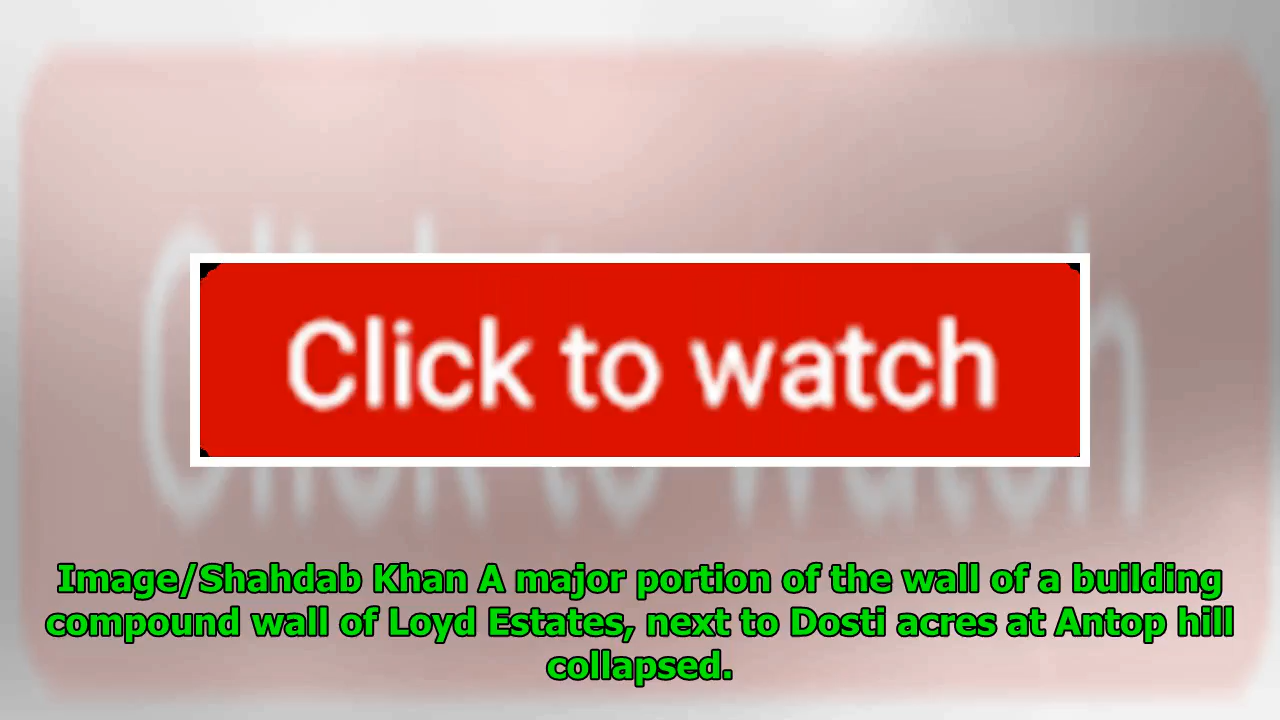 Click to watch
Image/Shahdab Khan A major portion of the wall of a building
compound wall of Loyd Estates, next to Dosti acres at Antop hill
collapsed.